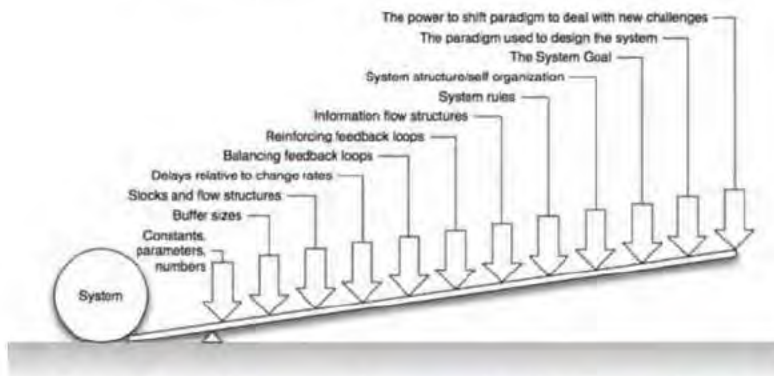 The power to shift paradigm to deal with new challenges
The paradigm used to design the system
The System Goal
System structure/self organization
System rules
Information flow structures
Reinforcing feedback loops
Balancing feedback loops
Delays relative to change rates
Stocks and flow structures
Buffer sizes
Constants,
parameters,
numbers
System